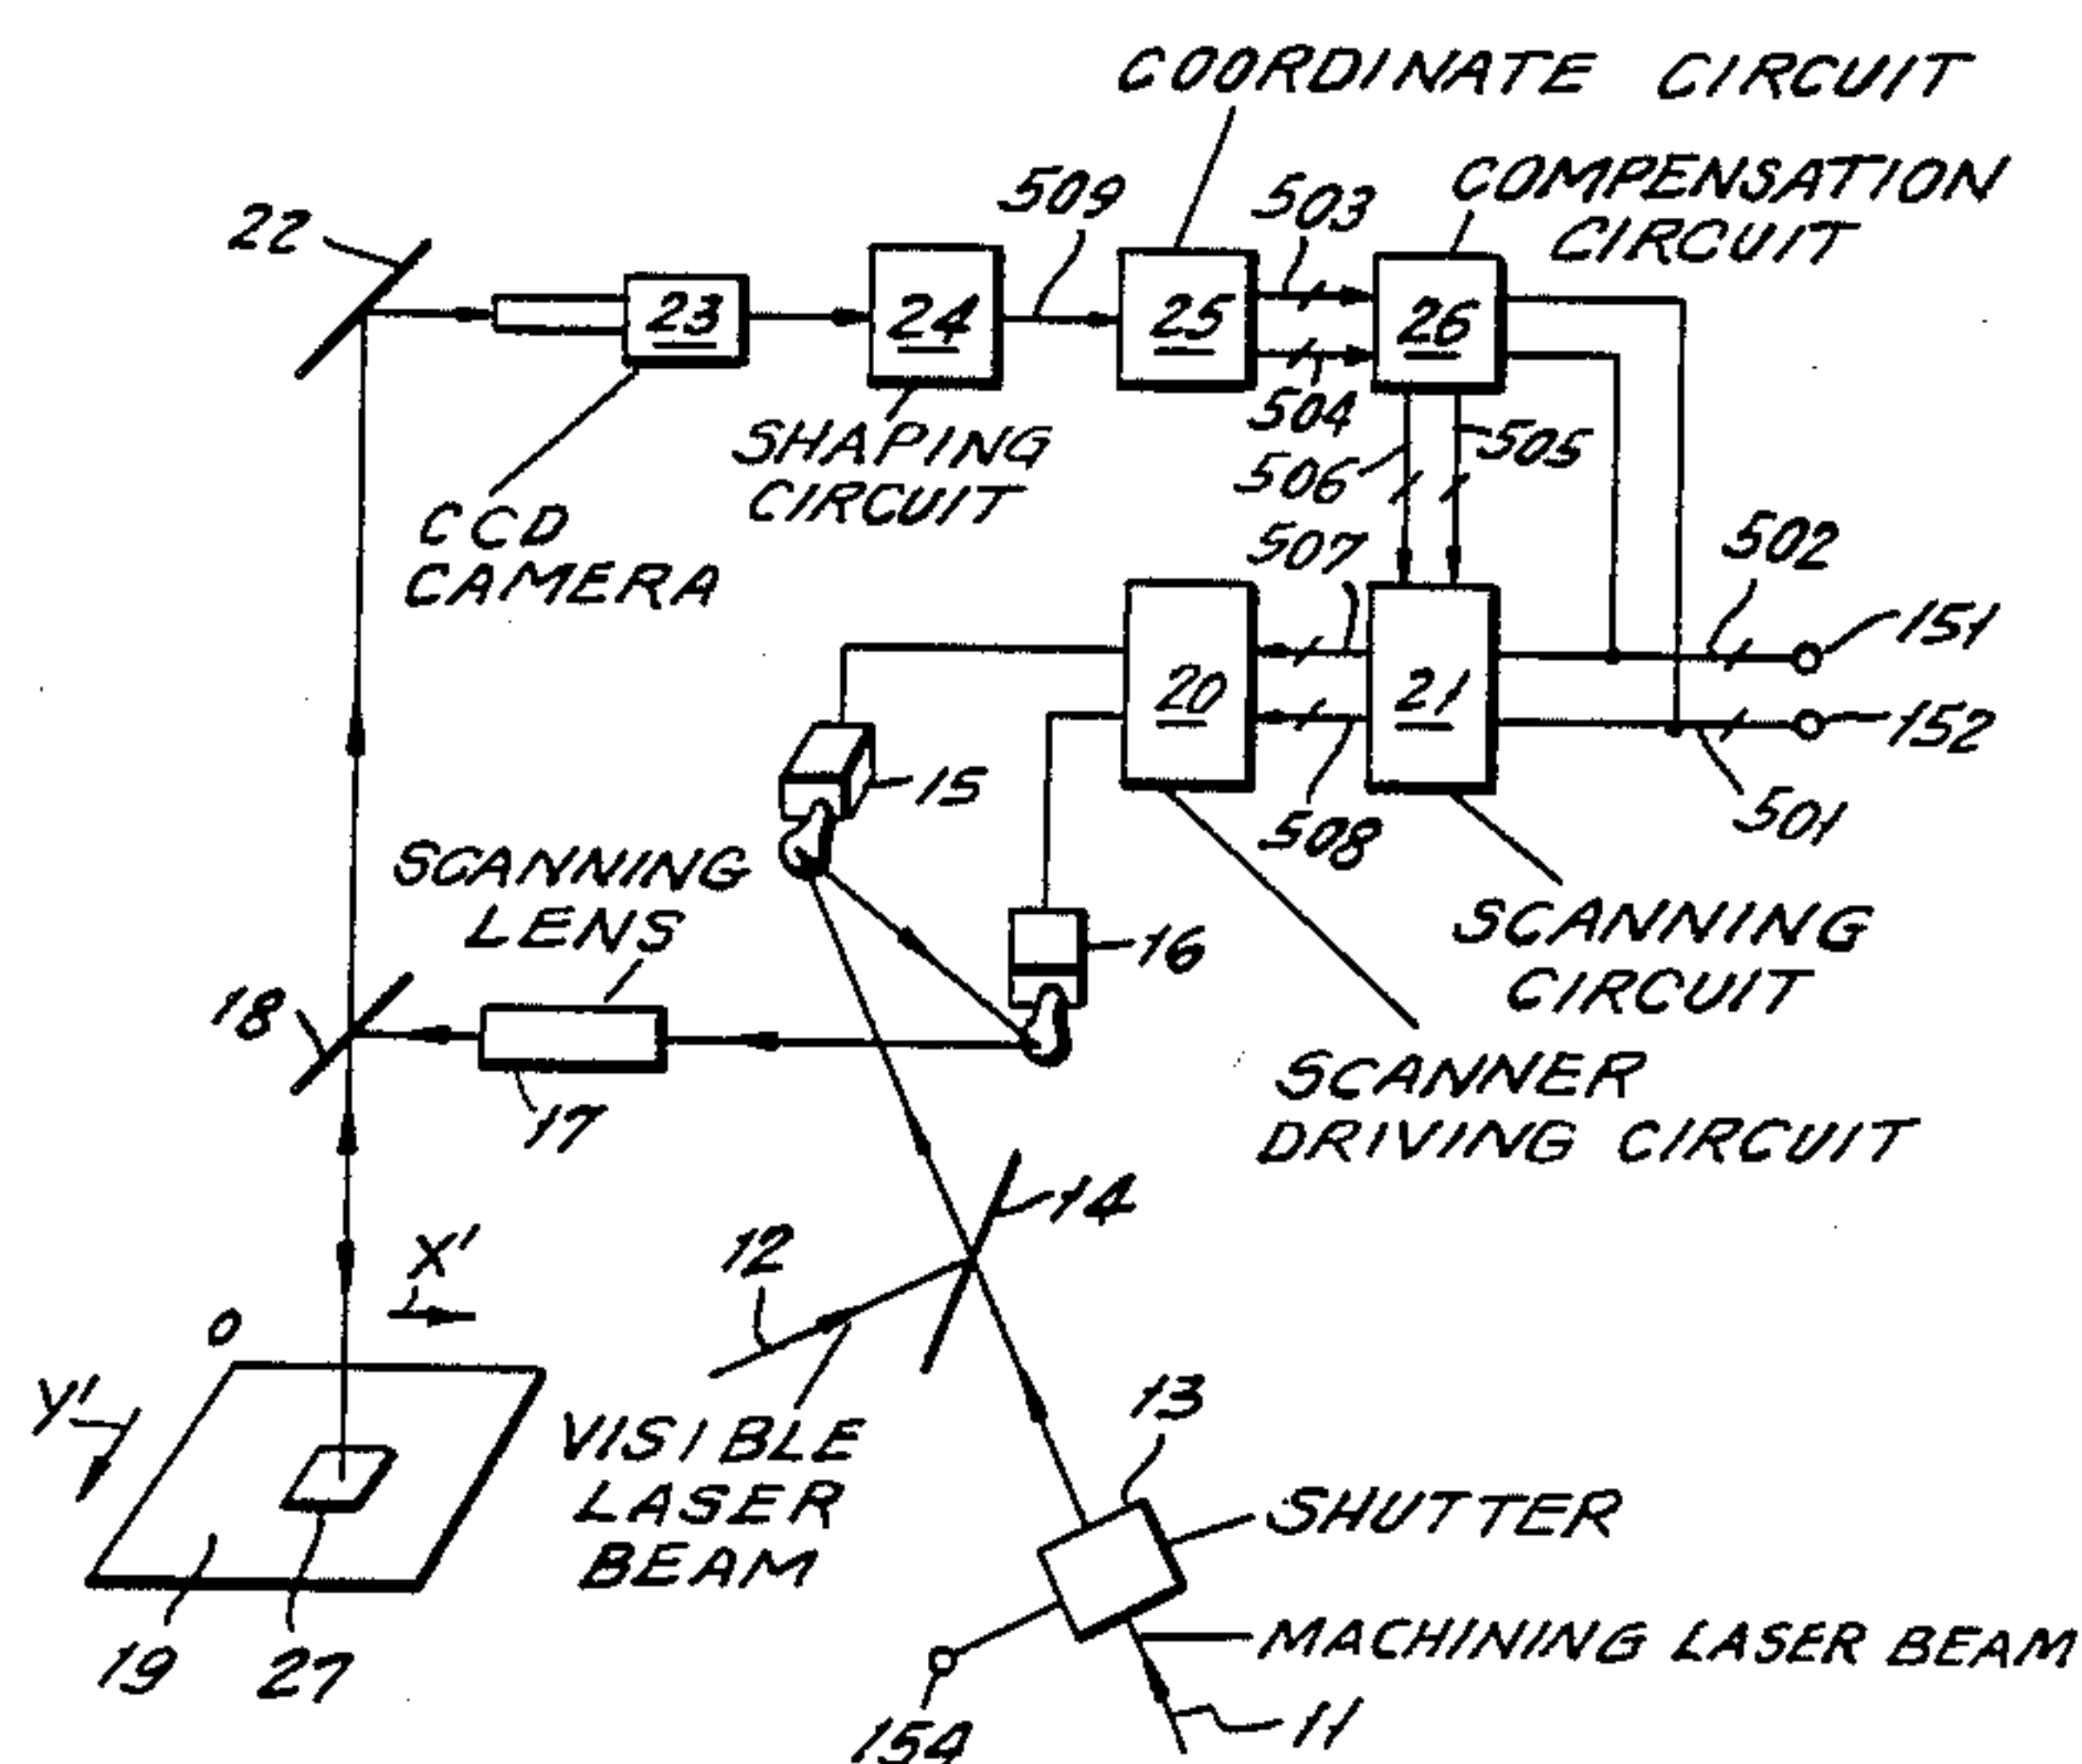 COORDINATE CIRCUIT
COMPENSATION
CIRCUIT
22
509
503
23
24
25
26
504
505
506
SHAPING
CIRCUIT
CCD
CAMERA
507
502
151
20
21
152
15
508
501
SCANNING
LENS
16
SCANNING
CIRCUIT
18
17
SCANNER
DRIVING CIRCUIT
14
12
X'
O
Y'
13
VISIBLE
LASER
BEAM
SHUTTER
19
27
MACHINING LASER BEAM
154
11